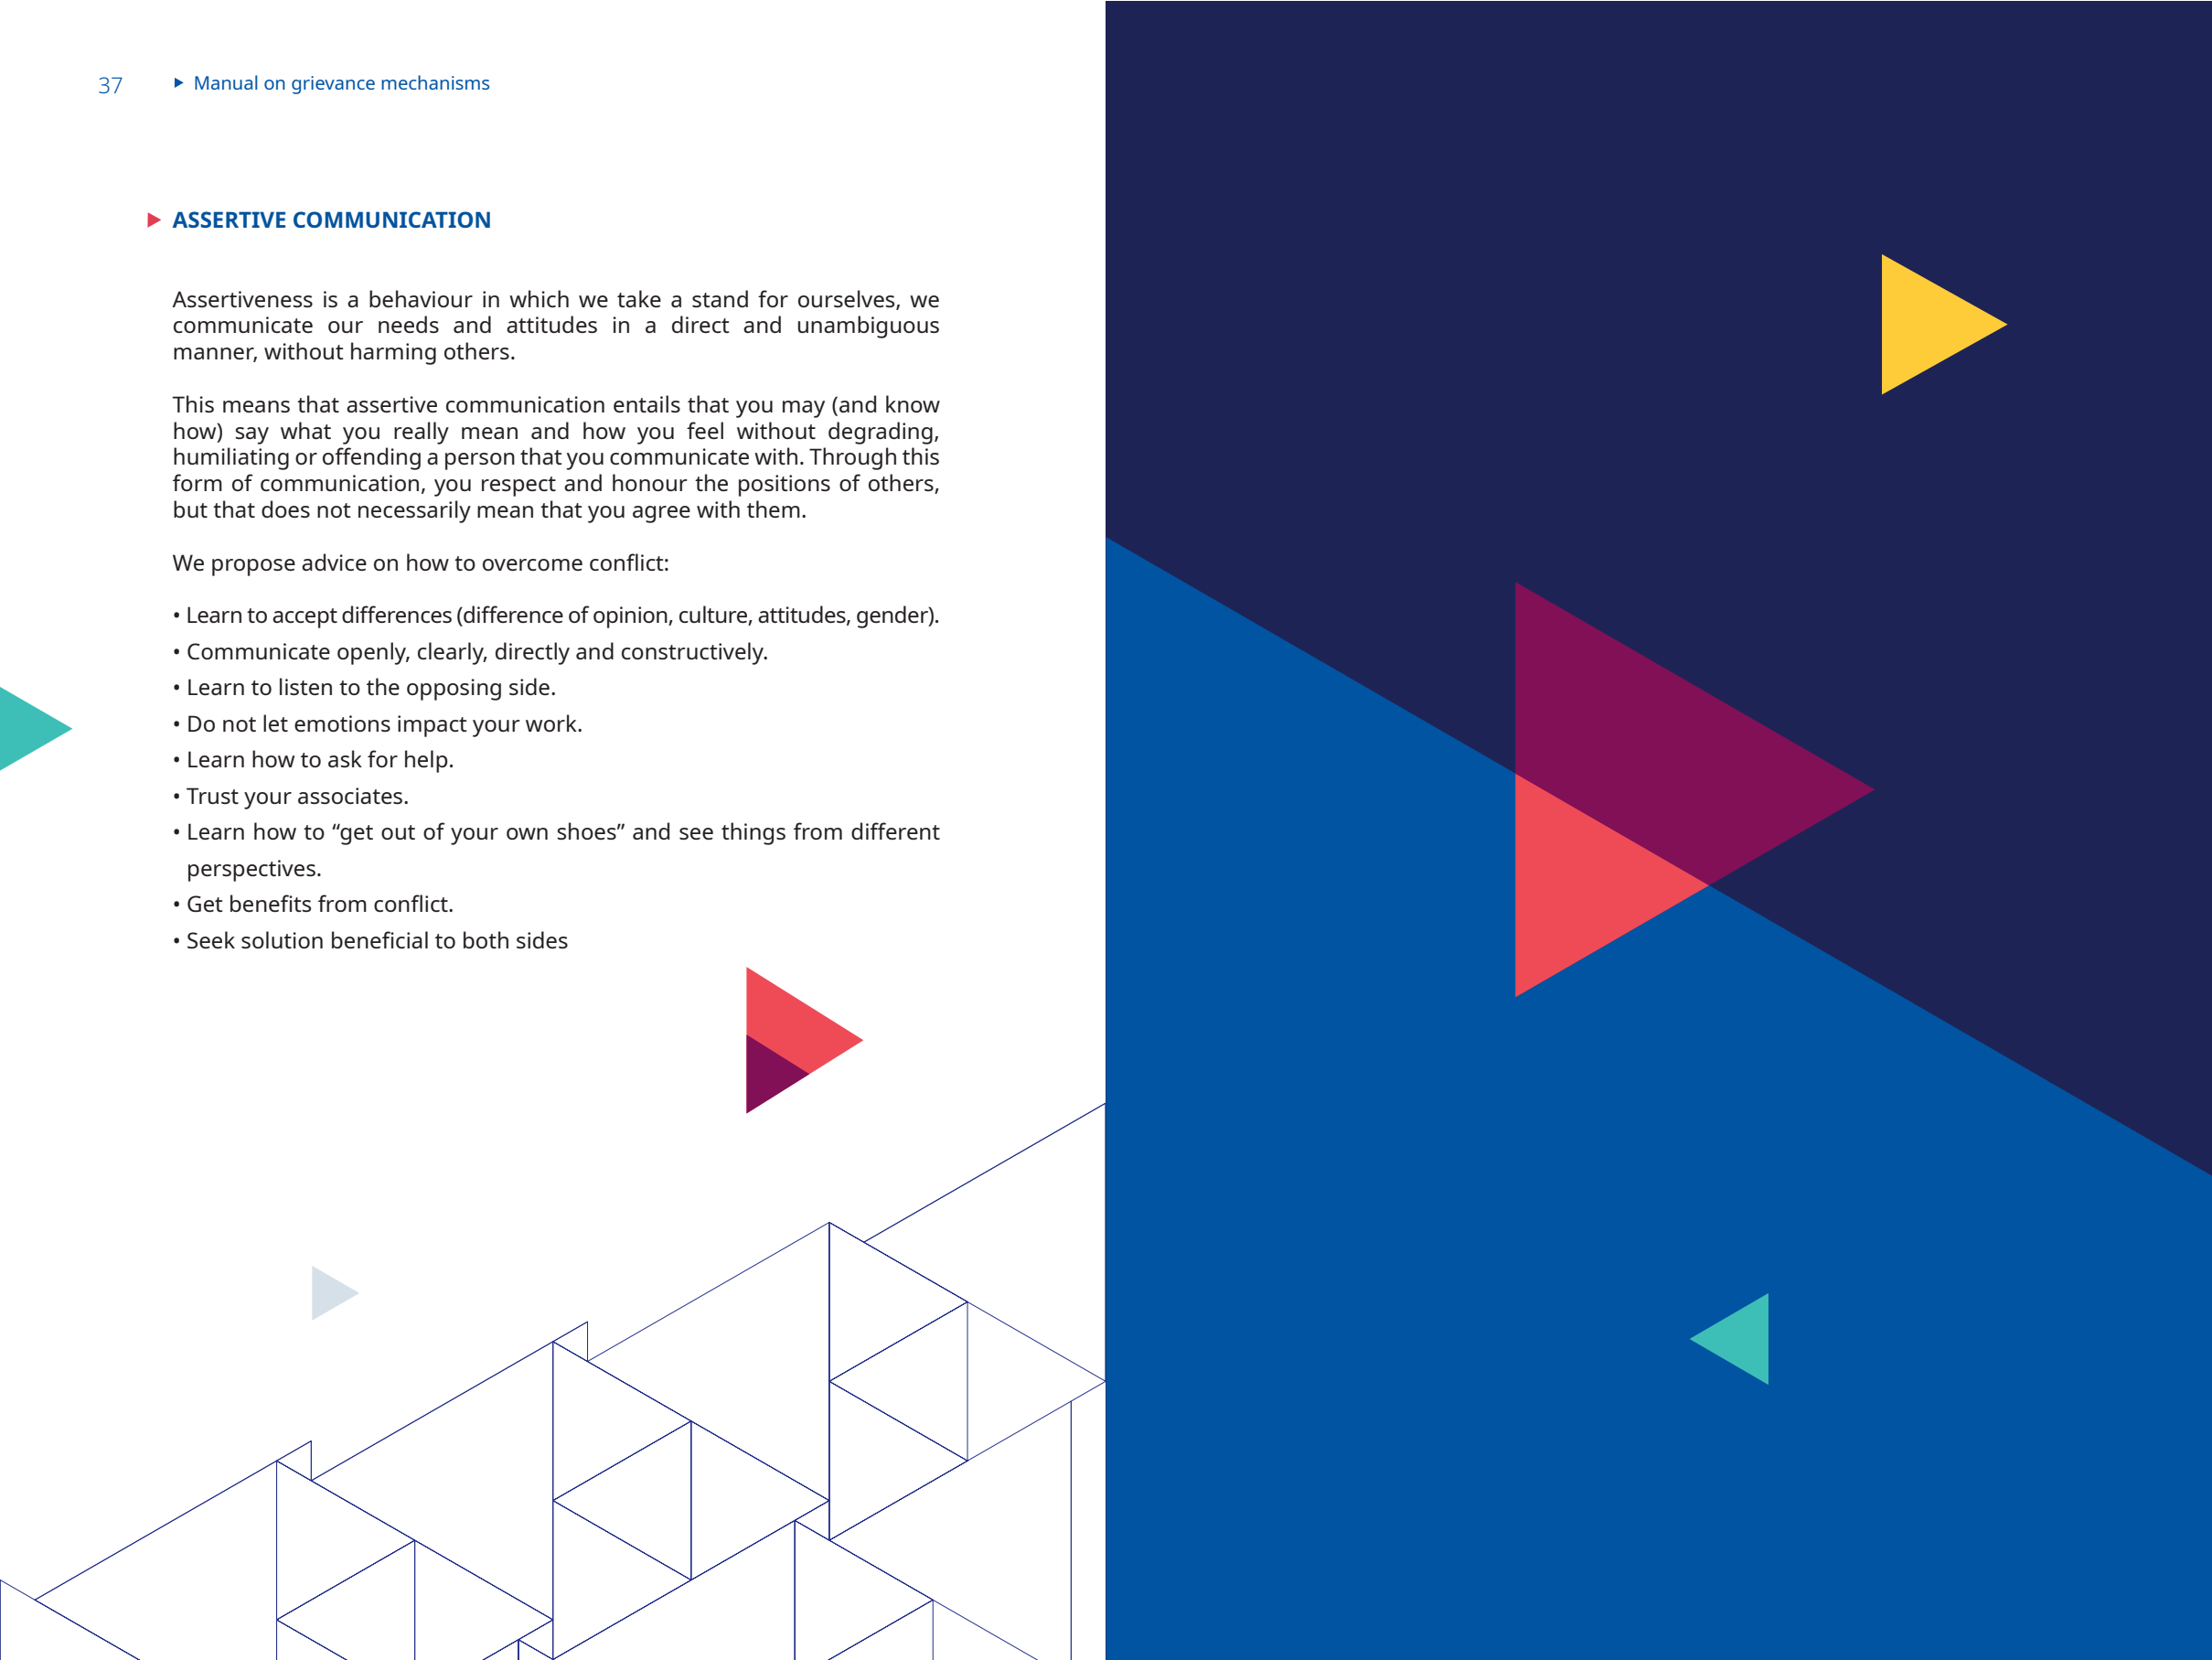 37
Manual on grievance mechanisms
ASSERTIVE COMMUNICATION
Assertiveness is a behaviour in which we take a stand for ourselves, we
communicate our needs and attitudes in a direct and unambiguous
manner, without harming others.
This means that assertive communication entails that you may (and know
how) say what you really mean and how you feel without degrading,
humiliating or offending a person that you communicate with. Through this
form of communication, you respect and honour the positions of others,
but that does not necessarily mean that you agree with them.
We propose advice on how to overcome conflict:
• Learn to accept differences (difference of opinion, culture, attitudes, gender).
• Communicate openly, clearly, directly and constructively.
• Learn to listen to the opposing side.
• Do not let emotions impact your work.
• Learn how to ask for help.
• Trust your associates.
• Learn how to “get out of your own shoes” and see things from different
perspectives.
• Get benefits from conflict.
• Seek solution beneficial to both sides